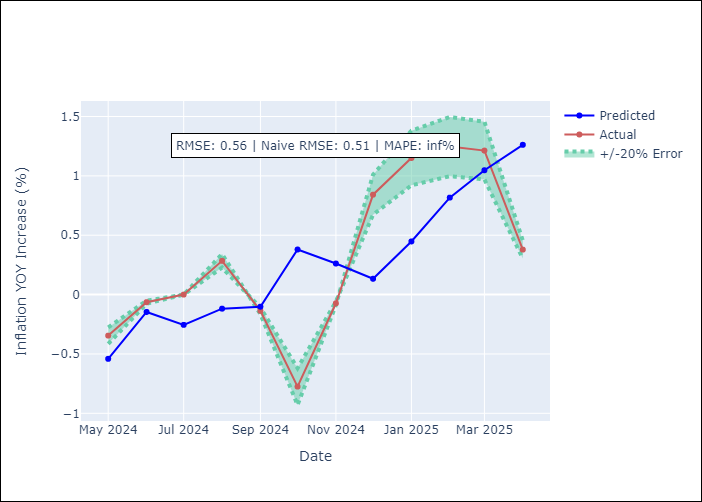 RMSE: 0.56 | Naive RMSE: 0.51 | MAPE: inf%
Predicted
Actual
+/-20% Error
Inflation YOY Increase (%)
1.5
1
0.5
0
−0.5
−1
May 2024
Jul 2024
Sep 2024
Nov 2024
Jan 2025
Mar 2025
Date